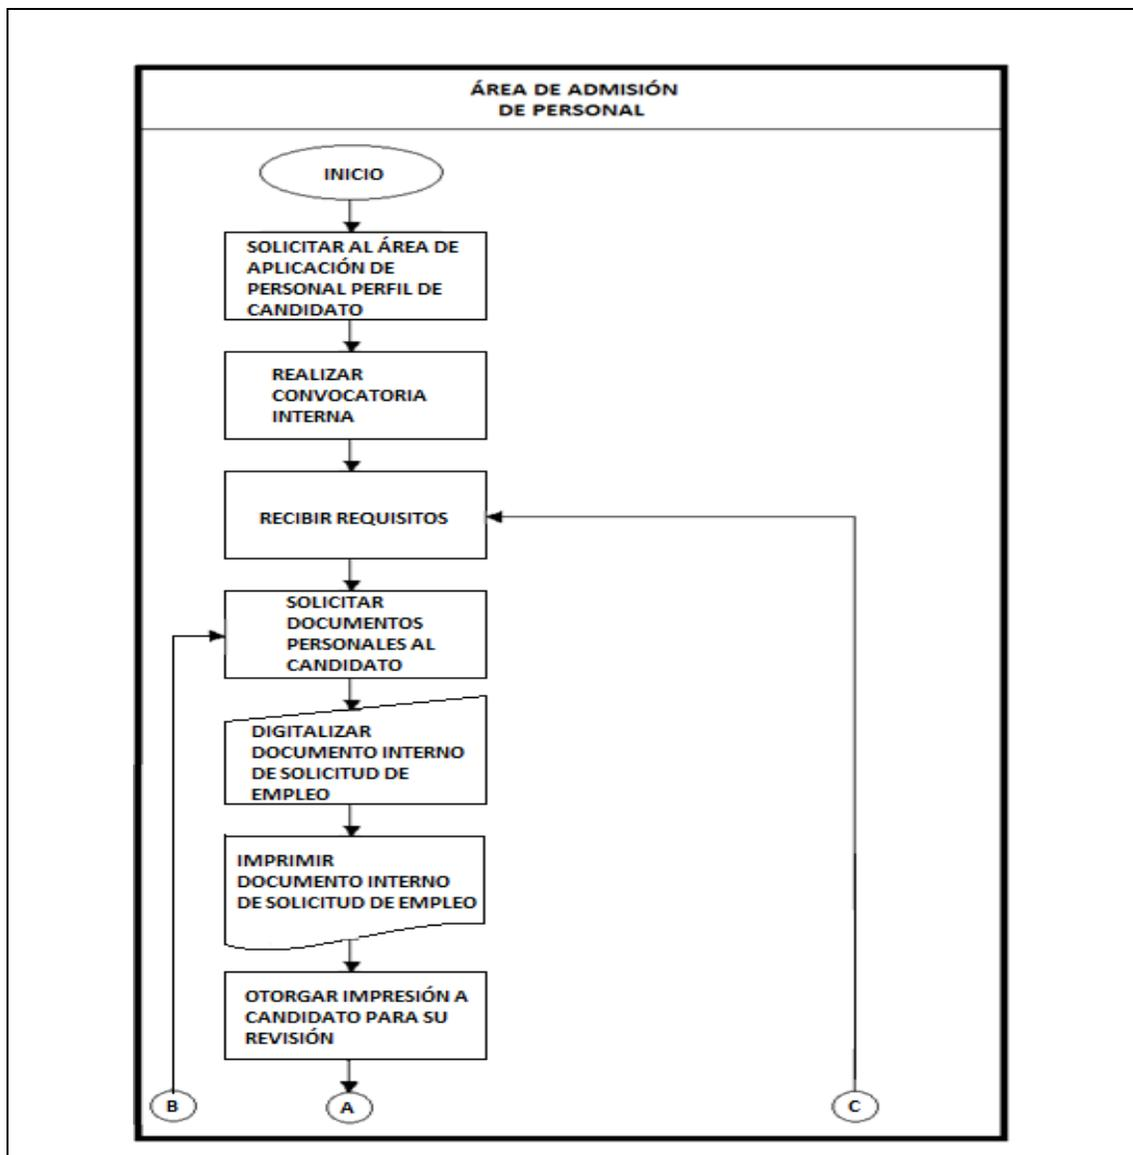 ÁREA DE ADMISIÓN
DE PERSONAL
INICIO
SOLICITAR AL ÁREA DE
APLICACIÓN DE
PERSONAL PERFIL DE
CANDIDATO
REALIZAR
CONVOCATORIA
INTERNA
RECIBIR REQUISITOS
SOLICITAR
DOCUMENTOS
PERSONALES AL
CANDIDATO
DIGITALIZAR
DOCUMENTO INTERNO
DE SOLICITUD DE
EMPLEO
IMPRIMIR
DOCUMENTO INTERNO
DE SOLICITUD DE EMPLEO
OTORGAR IMPRESIÓN A
CANDIDATO PARA SU
REVISIÓN
B
A
C